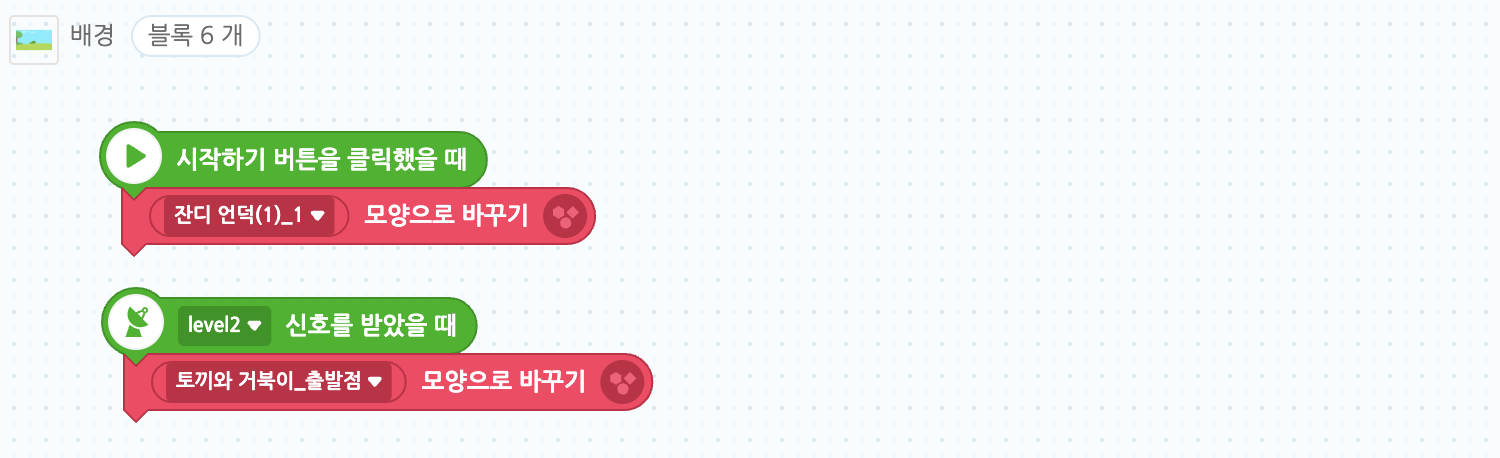 배경 블록 6 개
시작하기 버튼을 클릭했을 때
잔디 언덕(1)_1 모양으로 바꾸기
level2 신호를 받았을 때
토끼와 거북이_출발점 모양으로 바꾸기